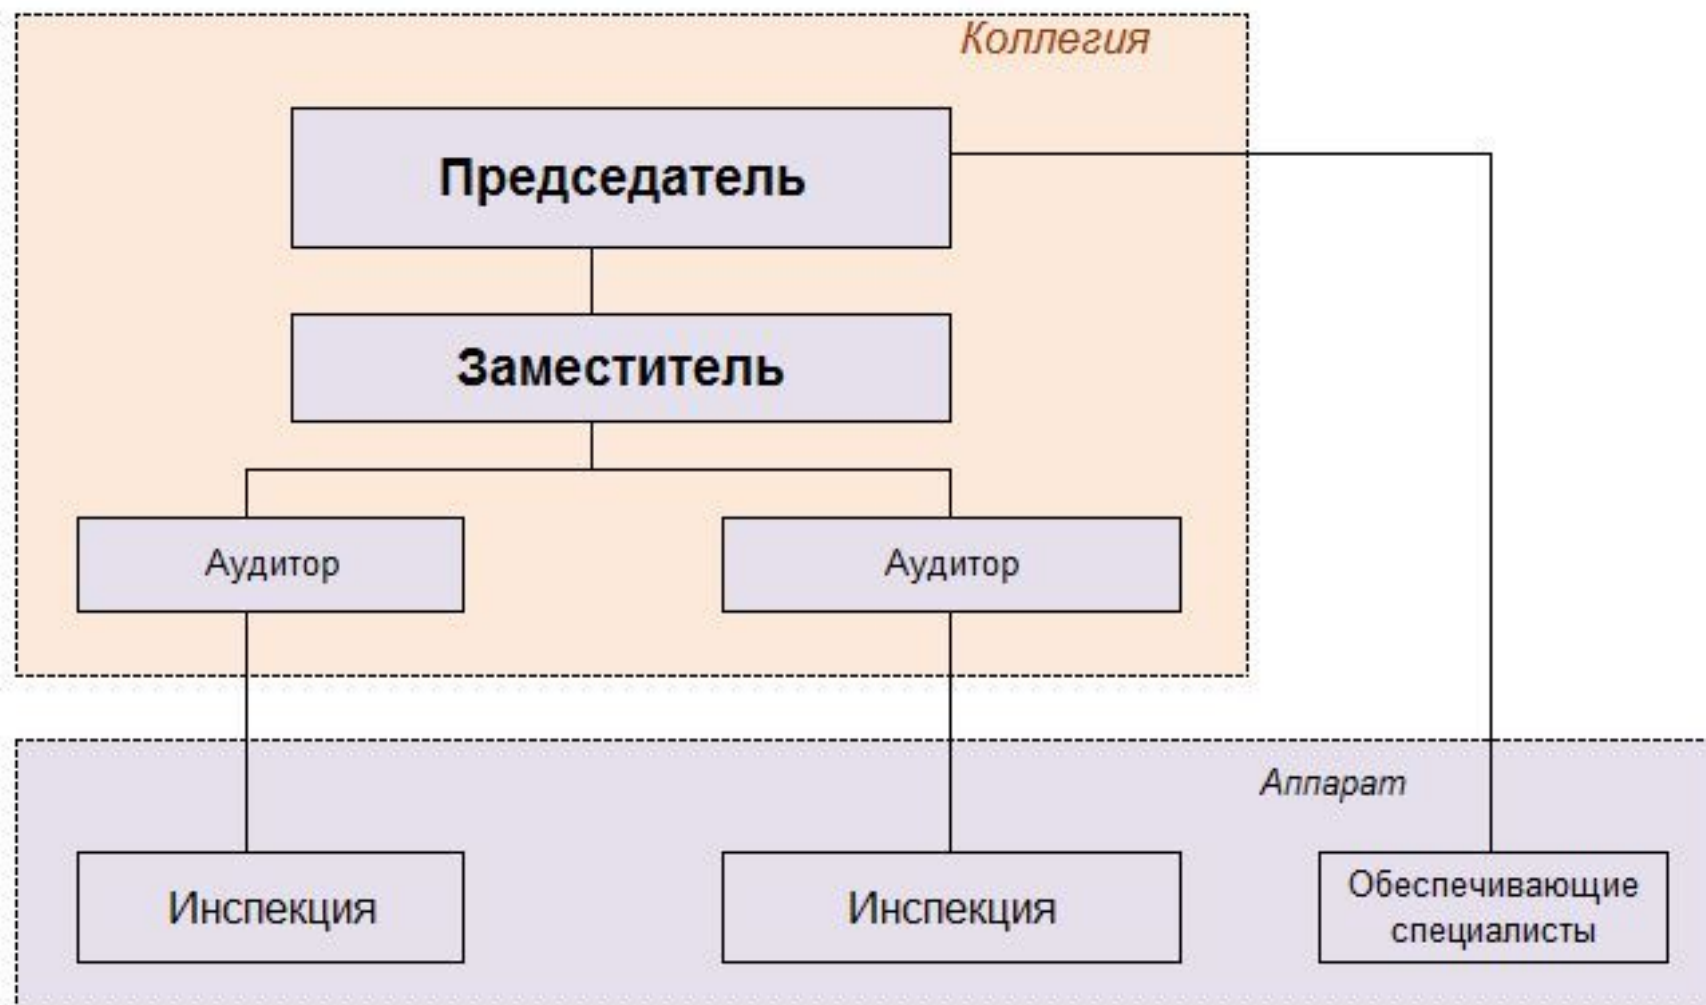 Коллегия
Председатель
Заместитель
Аудитор
Аудитор
Аппарат
Инспекция
Инспекция
Обеспечивающие
специалисты